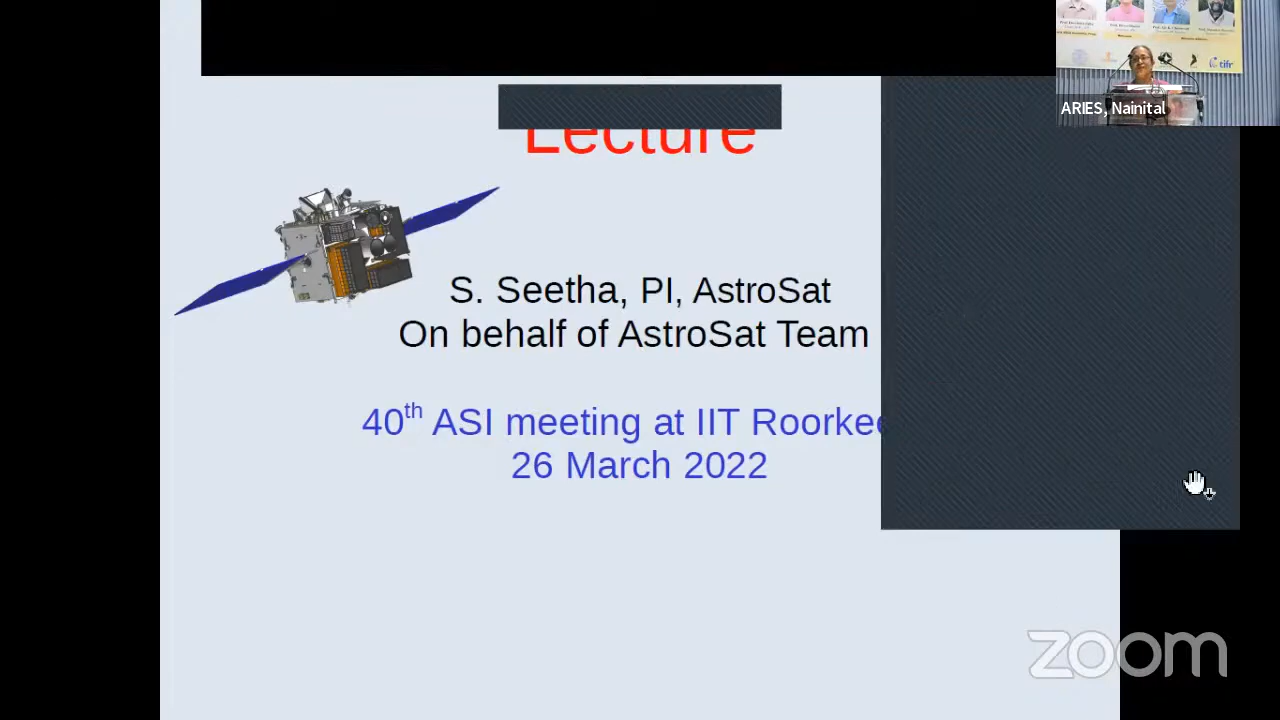 Lecture
S. Seetha, PI, AstroSat
On behalf of AstroSat Team
40th ASI meeting at IIT Roorkee
26 March 2022
ARIES, Nainital
tifr
zoom